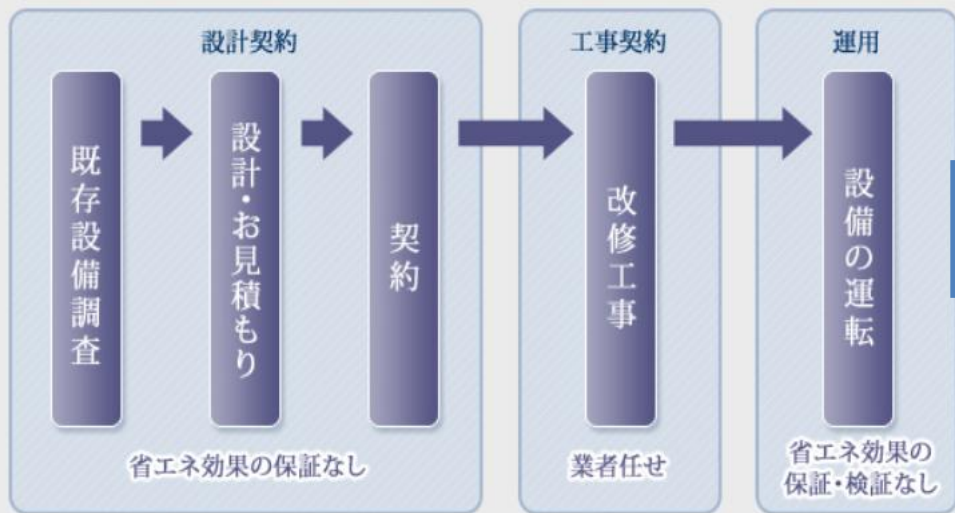 設計契約
既存設備調査
設計・お見積もり
契約
省エネ効果の保証なし
工事契約
改修工事
業者任せ
運用
設備の運転
省エネ効果の
保証・検証なし